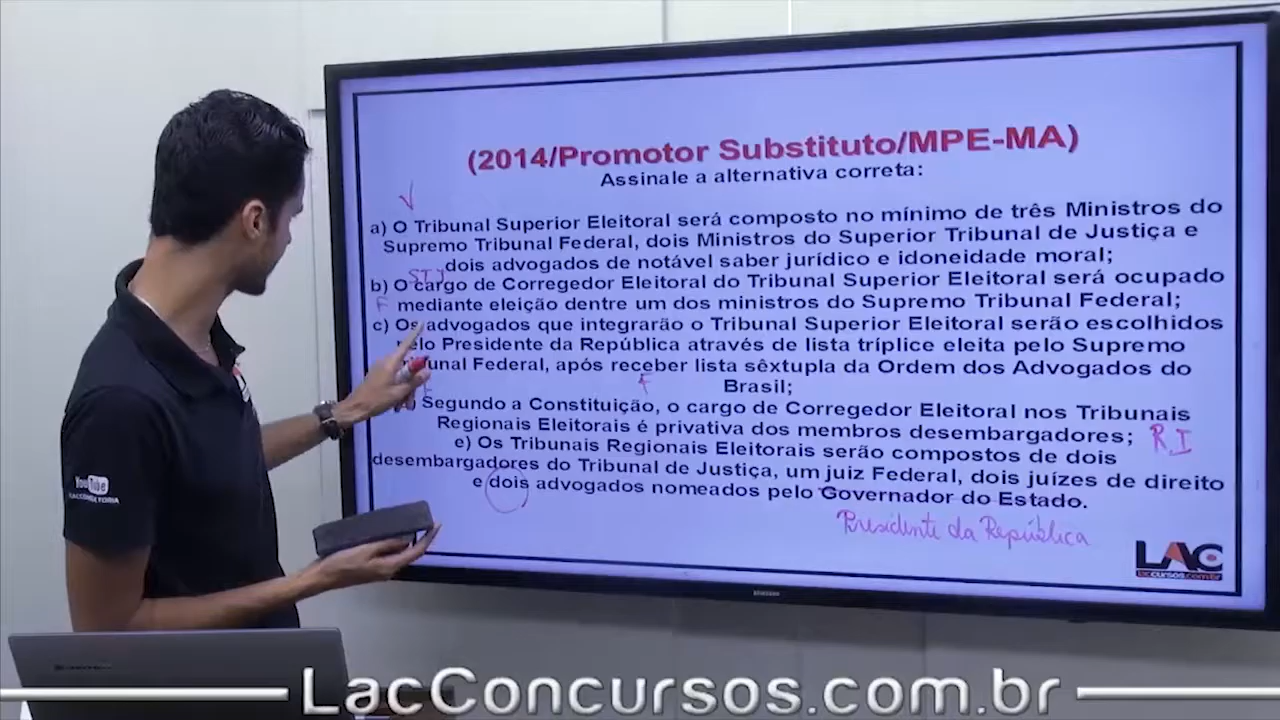 (2014/Promotor Substituto/MPE-MA)
Assinale a alternativa correta:
V
a) O Tribunal Superior Eleitoral será composto no mínimo de três Ministros do
Supremo Tribunal Federal, dois Ministros do Superior Tribunal de Justiça e
dois advogados de notável saber jurídico e idoneidade moral;
STJ
b) O cargo de Corregedor Eleitoral do Tribunal Superior Eleitoral será ocupado
F mediante eleição dentre um dos ministros do Supremo Tribunal Federal;
c) Os advogados que integrarão o Tribunal Superior Eleitoral serão escolhidos
Presidente da República através de lista tríplice eleita pelo Supremo
Federal, após receber lista sêxtupla da Ordem dos Advogados do
F Brasil;
Segundo a Constituição, o cargo de Corregedor Eleitoral nos Tribunais
Regionais Eleitorais é privativa dos membros desembargadores; R.I
e) Os Tribunais Regionais Eleitorais serão compostos de dois
desembargadores do Tribunal de Justiça, um juiz Federal, dois juízes de direito
e dois advogados nomeados pelo Governador do Estado.
Presidente da República
LAC
laccursos.com.br
SAMSUNG
YouTube
LACCONSULTORIA
LacConcursos.com.br